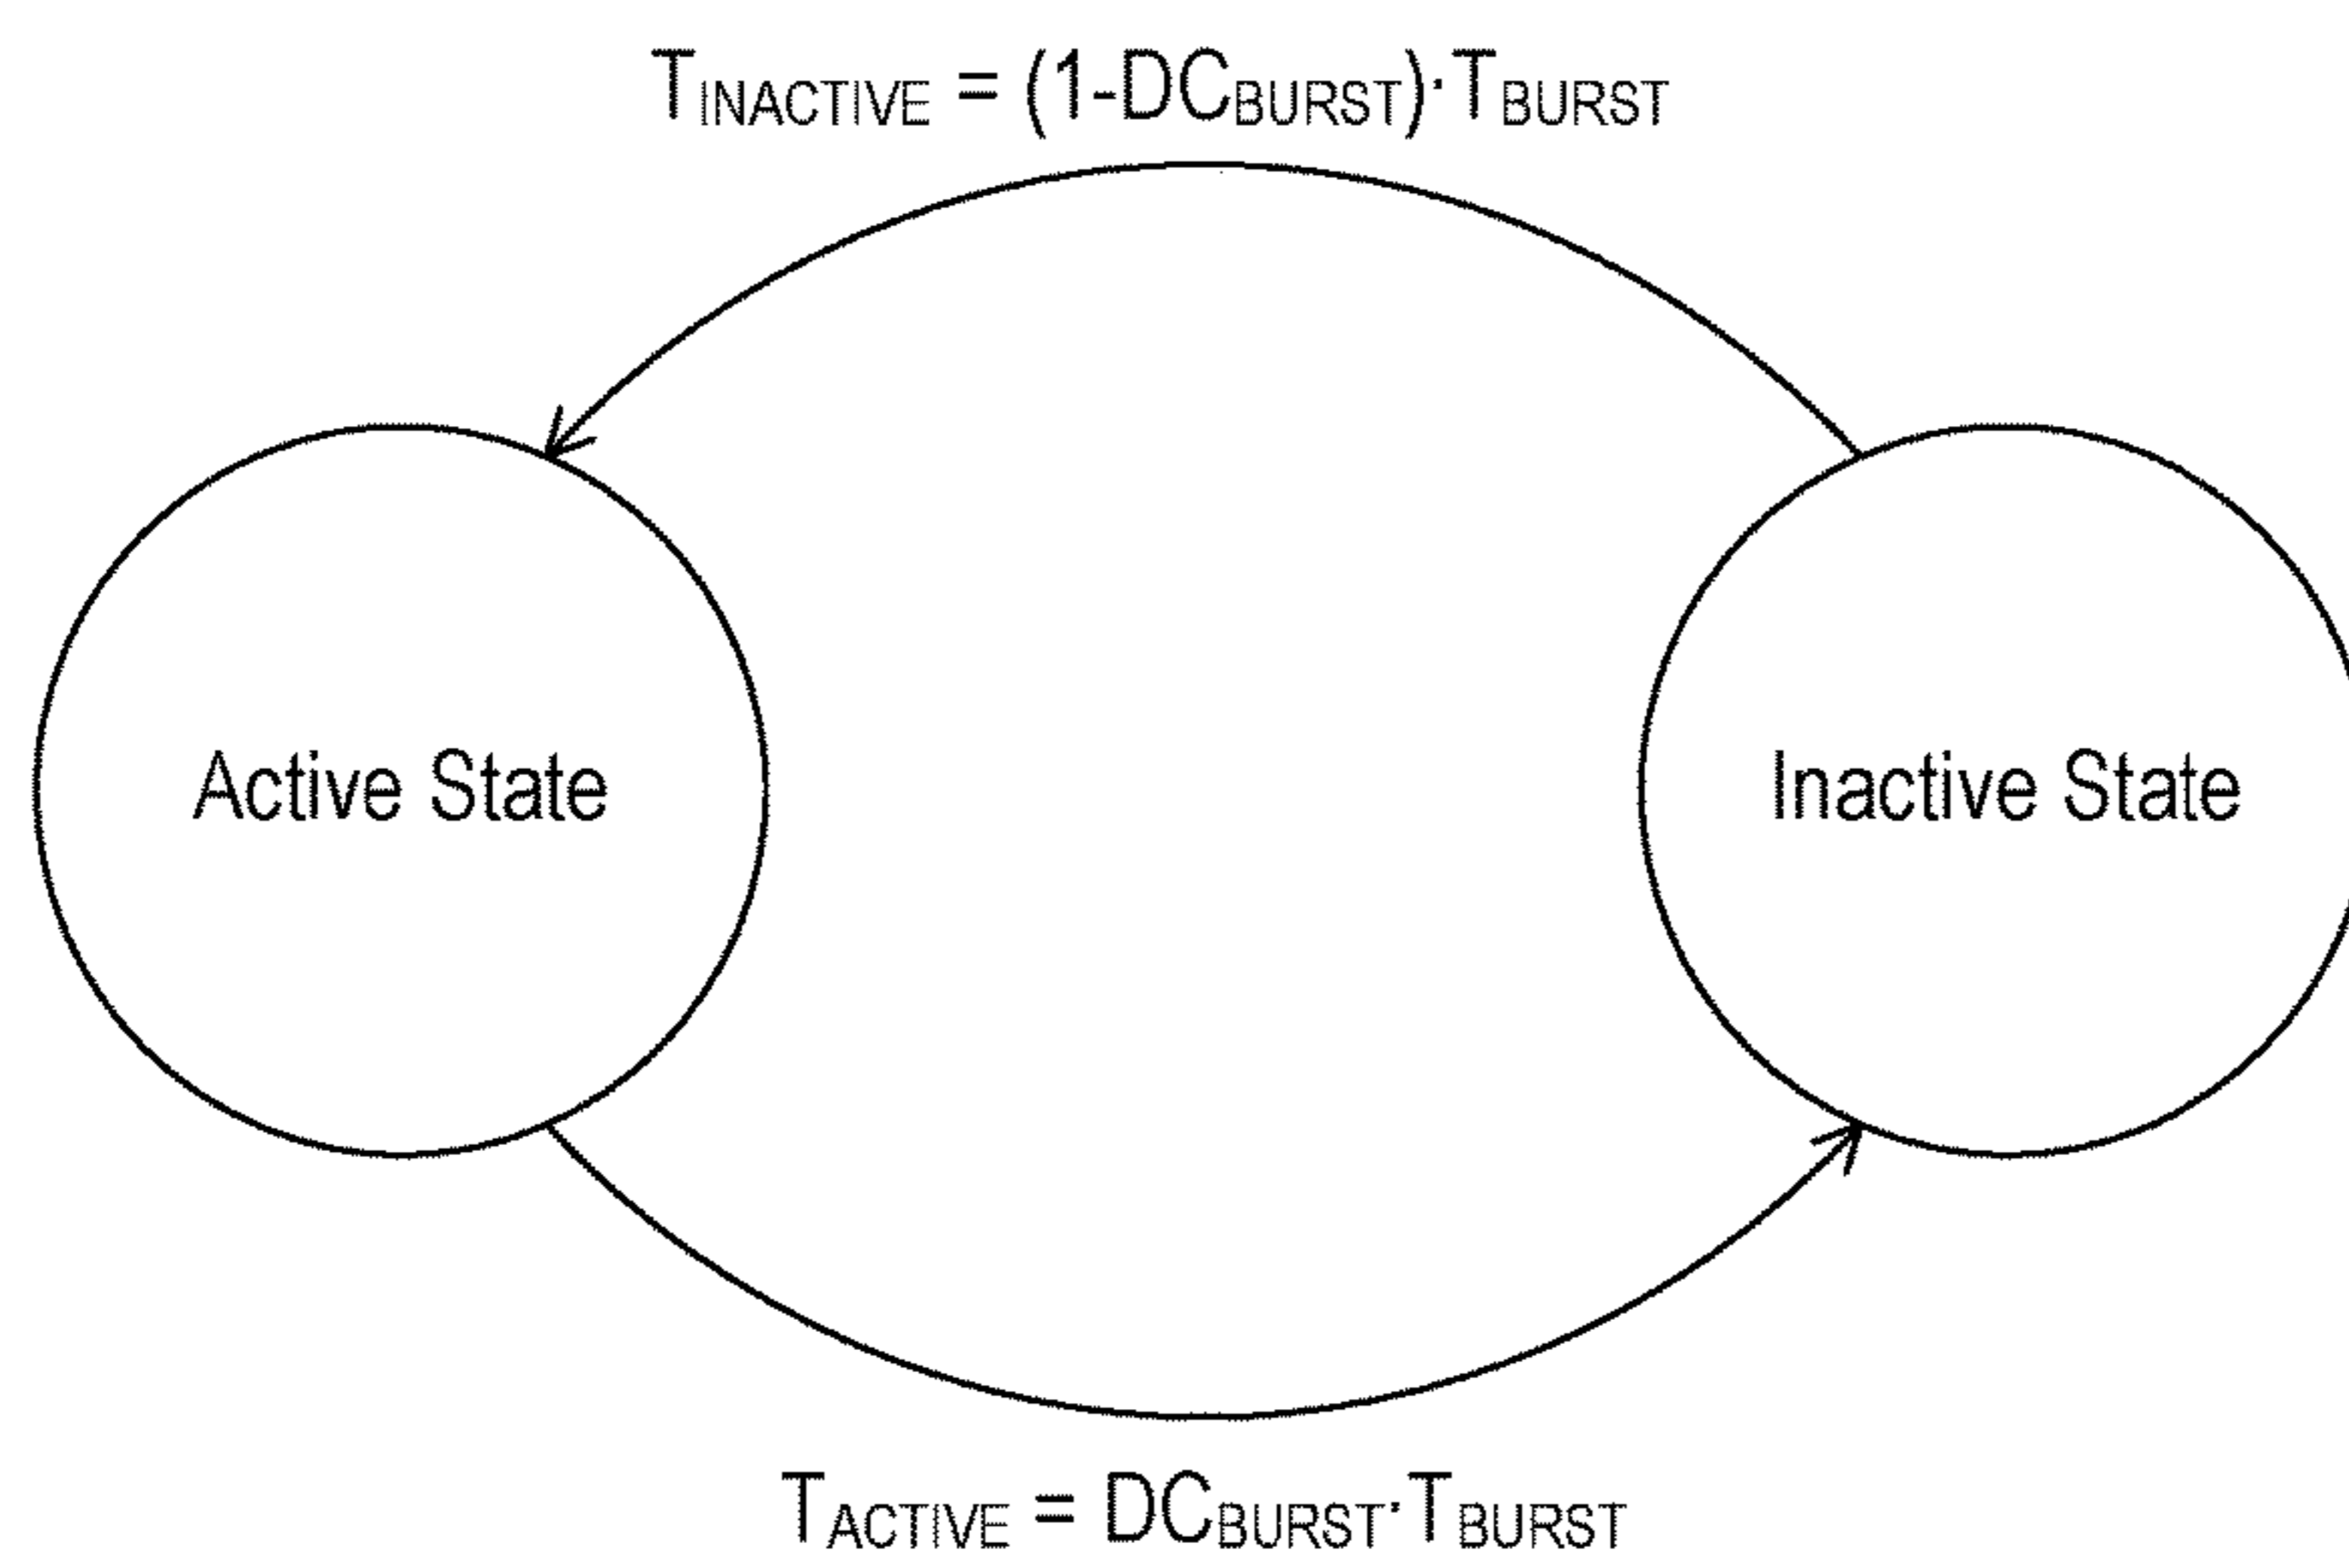 TINACTIVE = (1-DCBURST)·TBURST
Active State
Inactive State
TACTIVE = DCBURST·TBURST